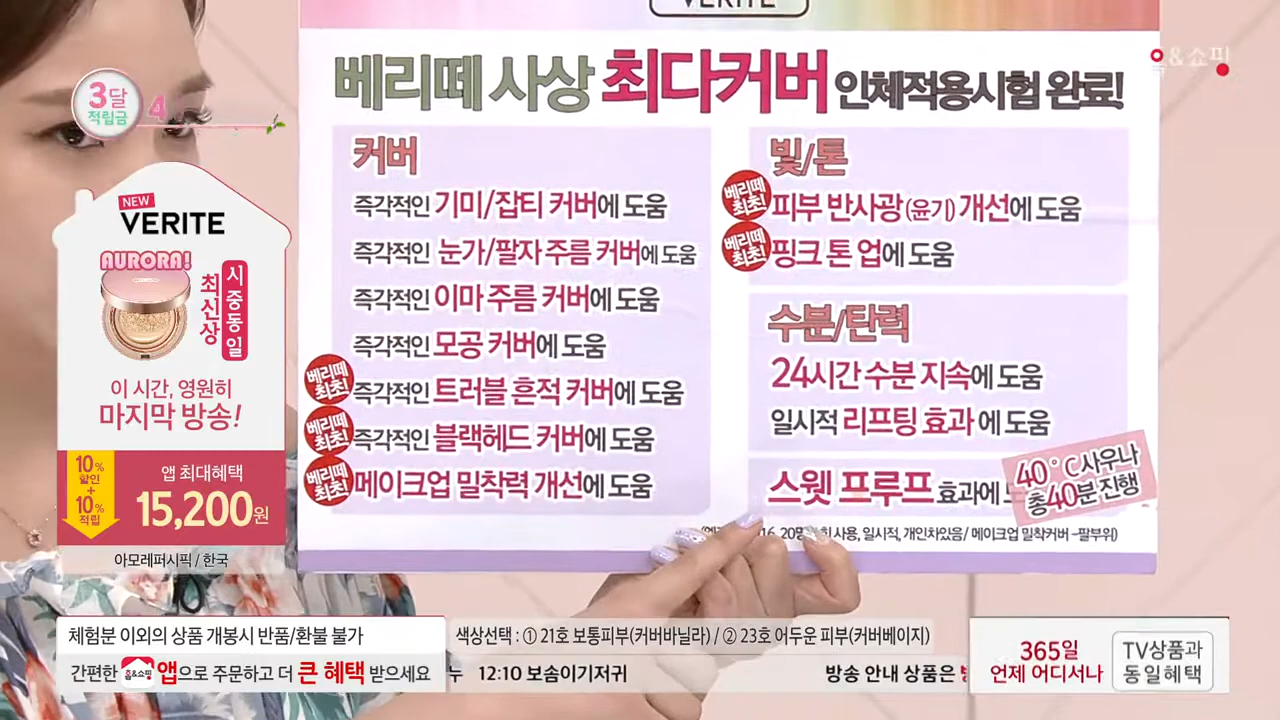 VERITE
베리떼 사상 최다커버 인체적용시험 완료!
홈&쇼핑
3달
적립금
4
커버
즉각적인 기미/잡티 커버에 도움
즉각적인 눈가/팔자 주름 커버에 도움
즉각적인 이마 주름 커버에 도움
즉각적인 모공 커버에 도움
베리떼
최초!
즉각적인 트러블 흔적 커버에 도움
베리떼
최초!
즉각적인 블랙헤드 커버에 도움
베리떼
최초!
메이크업 밀착력 개선에 도움
빛/톤
베리떼
최초!
피부 반사광(윤기) 개선에 도움
베리떼
최초!
핑크 톤 업에 도움
수분/탄력
24시간 수분 지속에 도움
일시적 리프팅 효과에 도움
스웻 프루프 효과에
40°C사우나
총40분 진행
16, 20명 사용, 일시적, 개인차있음/ 메이크업 밀착커버 -팔부위)
NEW
VERITE
AURORA!
최신상
시중동일
이 시간, 영원히
마지막 방송!
10%
할인
+
10%
적립
앱 최대혜택
15,200원
아모레퍼시픽 / 한국
체험분 이외의 상품 개봉시 반품/환불 불가
색상선택 : ① 21호 보통피부(커버바닐라) / ② 23호 어두운 피부(커버베이지)
간편한 홈&쇼핑 앱으로 주문하고 더 큰 혜택 받으세요
누 12:10 보솜이기저귀
방송 안내 상품은
365일
언제 어디서나
TV상품과
동일혜택